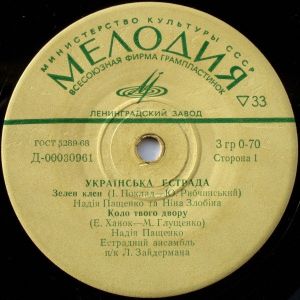 МИНИСТЕРСТВО КУЛЬТУРЫ СССР
МЕЛОДИЯ
ВСЕСОЮЗНАЯ ФИРМА ГРАМПЛАСТИНОК
▽33
ЛЕНИНГРАДСКИЙ ЗАВОД
ГОСТ 5289-68
3 гр 0-70
Д-00030961
Сторона 1
УКРАЇНСЬКА ЕСТРАДА
Зелен клен (І. Поклад—Ю. Рибчинський)
Надія Пащенко та Ніна Злобіна
Коло твого двору
(Е. Ханок—М. Глущенко)
Надія Пащенко
Естрадний ансамбль
п/к Л. Зайдермана